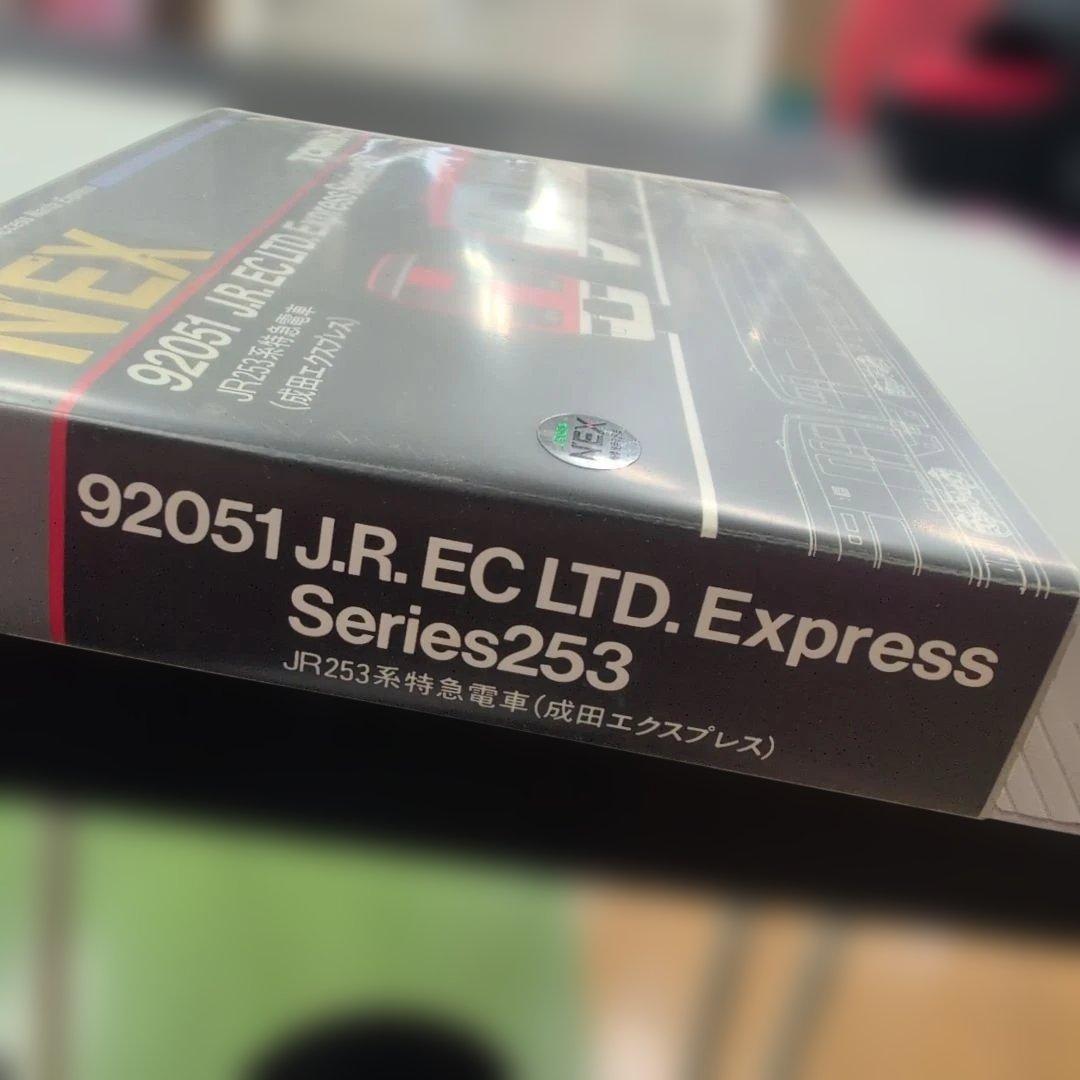 NEX
92051 J.R. EC LTD. Express
JR253系特急電車
(成田エクスプレス)
NEX
92051 J.R. EC LTD. Express
Series253
JR253系特急電車(成田エクスプレス)